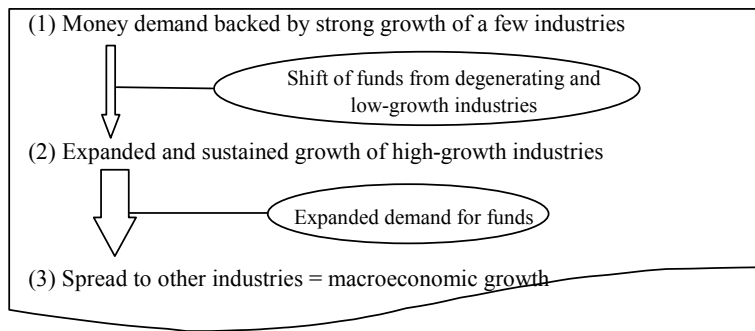 (1) Money demand backed by strong growth of a few industries
Shift of funds from degenerating and
low-growth industries
(2) Expanded and sustained growth of high-growth industries
Expanded demand for funds
(3) Spread to other industries = macroeconomic growth